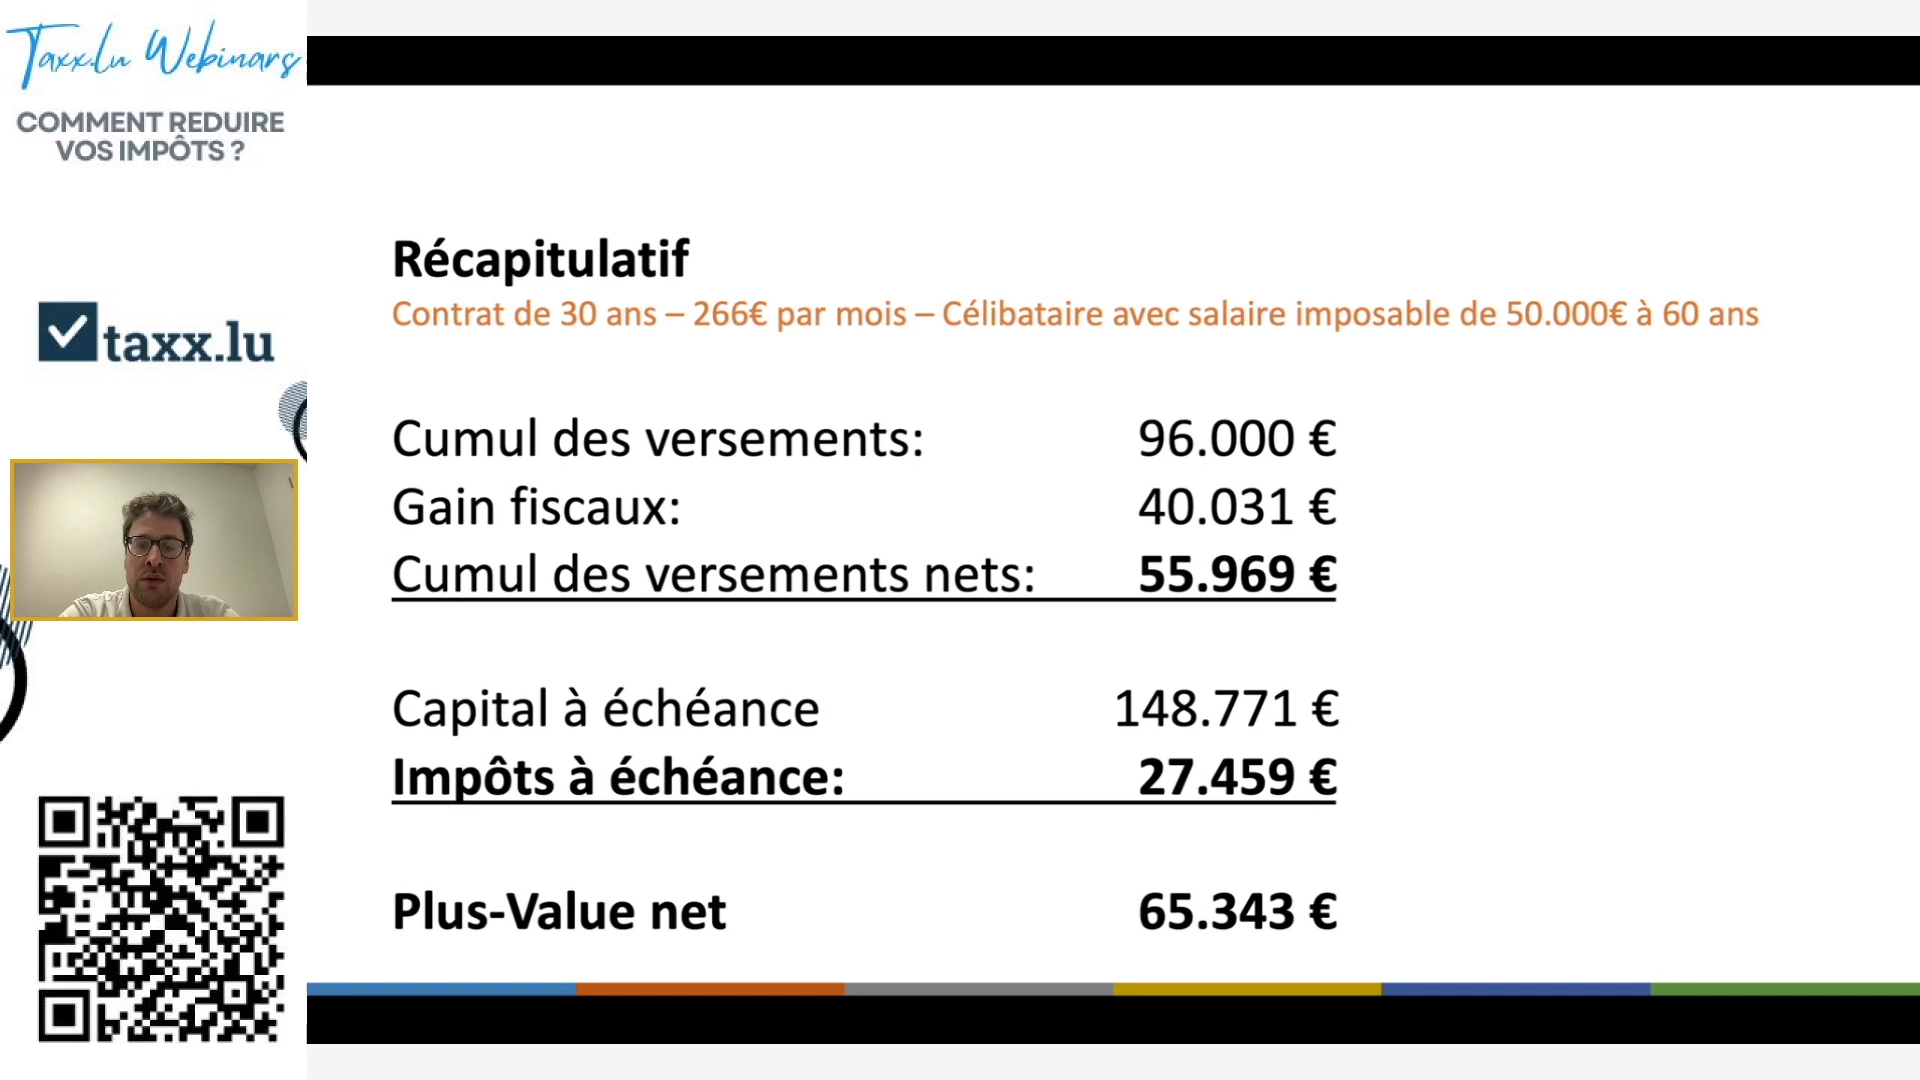 Taxx.lu Webinars
COMMENT REDUIRE
VOS IMPÔTS ?
taxx.lu
Récapitulatif
Contrat de 30 ans – 266€ par mois – Célibataire avec salaire imposable de 50.000€ à 60 ans
Cumul des versements: 96.000 €
Gain fiscaux: 40.031 €
Cumul des versements nets: 55.969 €
Capital à échéance 148.771 €
Impôts à échéance: 27.459 €
Plus-Value net 65.343 €